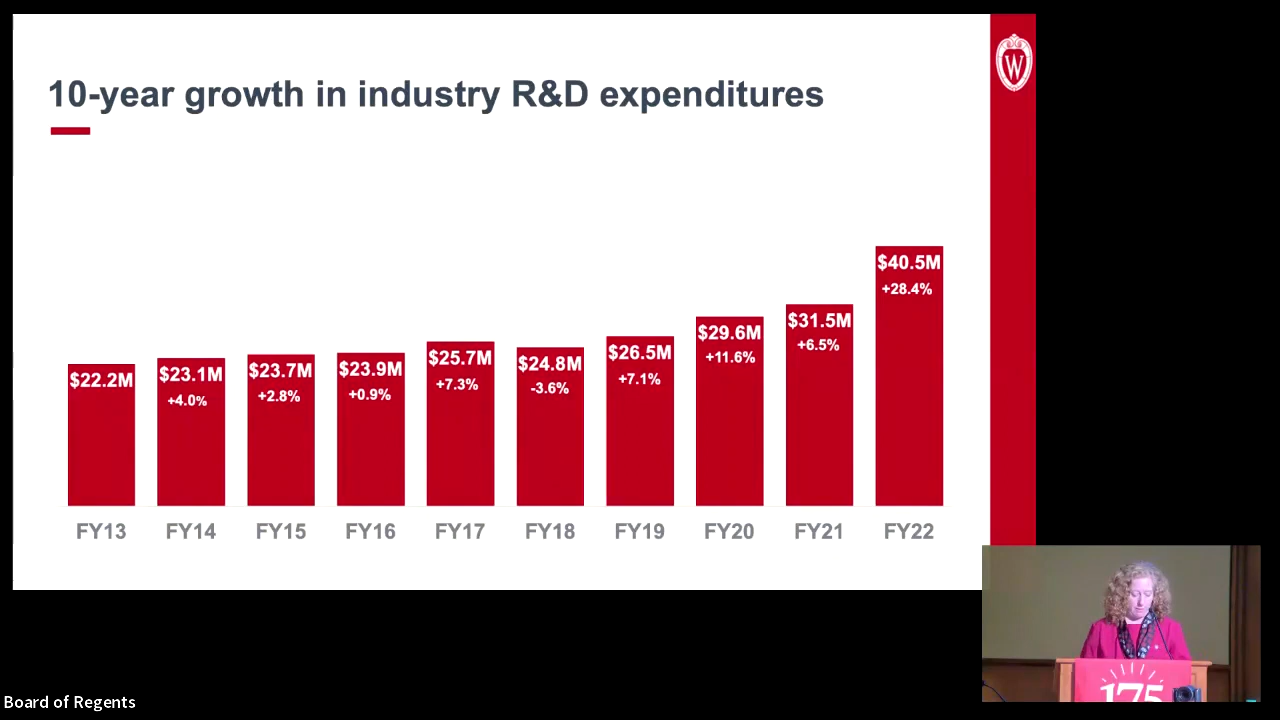 10-year growth in industry R&D expenditures
W
$22.2M
$23.1M
+4.0%
$23.7M
+2.8%
$23.9M
+0.9%
$25.7M
+7.3%
$24.8M
-3.6%
$26.5M
+7.1%
$29.6M
+11.6%
$31.5M
+6.5%
$40.5M
+28.4%
FY13 FY14 FY15 FY16 FY17 FY18 FY19 FY20 FY21 FY22
175
Board of Regents